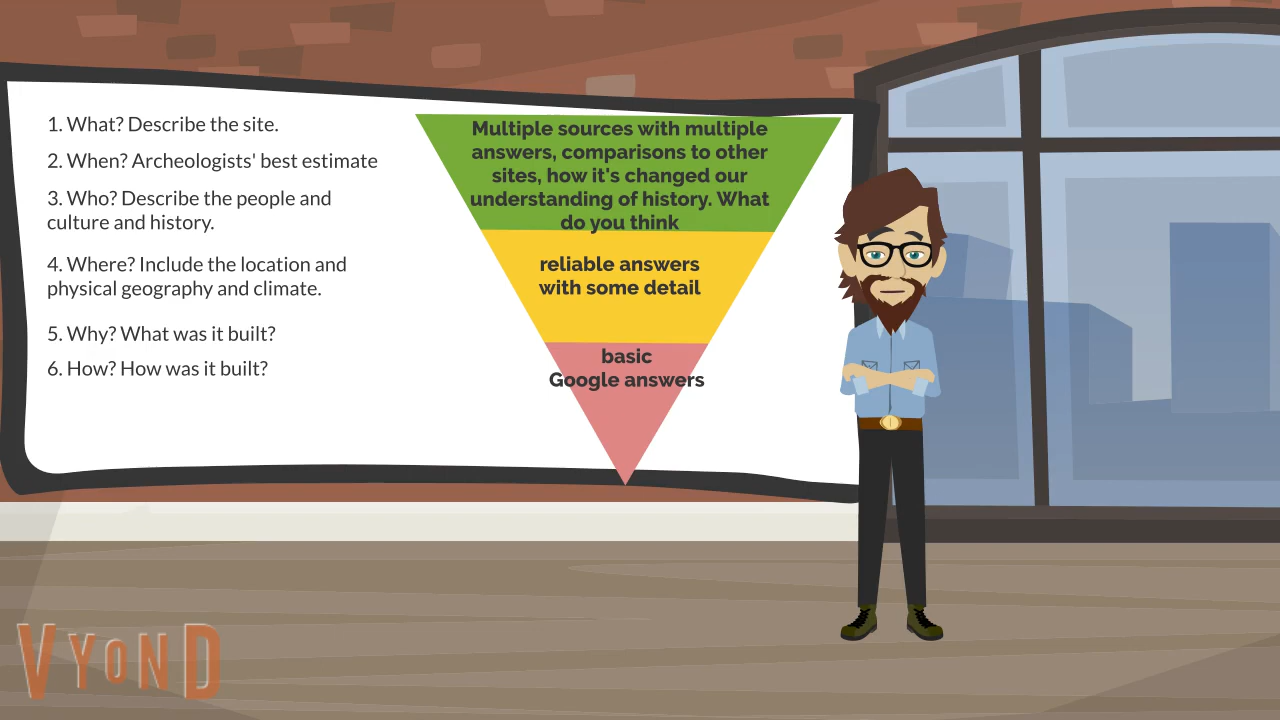 1. What? Describe the site.
2. When? Archeologists' best estimate
3. Who? Describe the people and
culture and history.
4. Where? Include the location and
physical geography and climate.
5. Why? What was it built?
6. How? How was it built?
Multiple sources with multiple
answers, comparisons to other
sites, how it's changed our
understanding of history. What
do you think
reliable answers
with some detail
basic
Google answers
VYOND